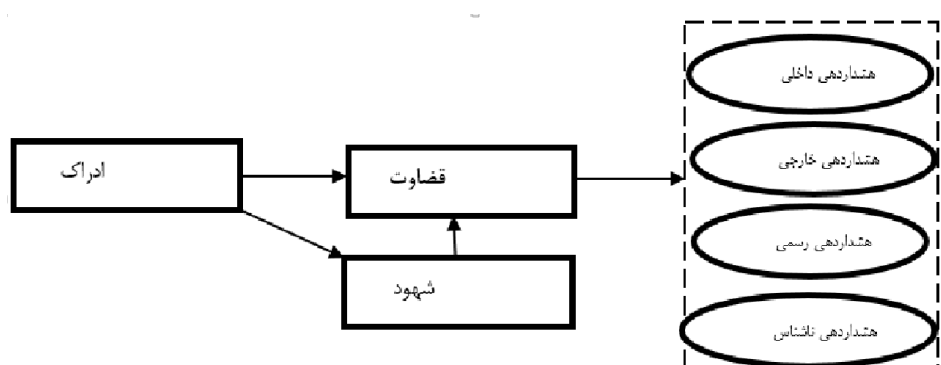 ادراک
قضاوت
شهود
هشداردهی داخلی
هشداردهی خارجی
هشداردهی رسمی
هشداردهی ناشناس